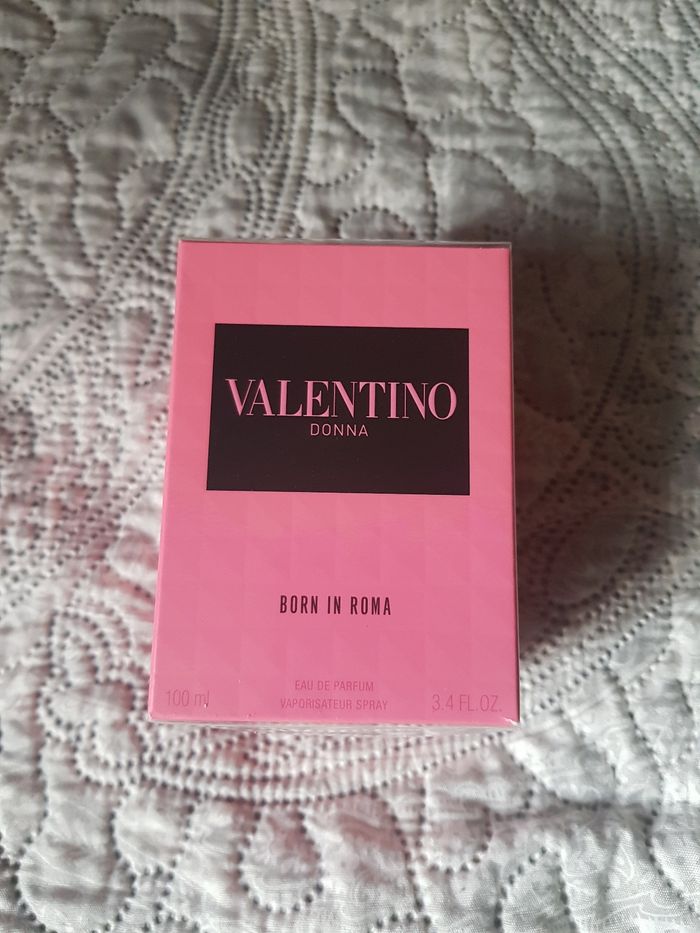 VALENTINO
DONNA
BORN IN ROMA
EAU DE PARFUM
100 ml VAPORISATEUR SPRAY 3.4 FL.OZ.